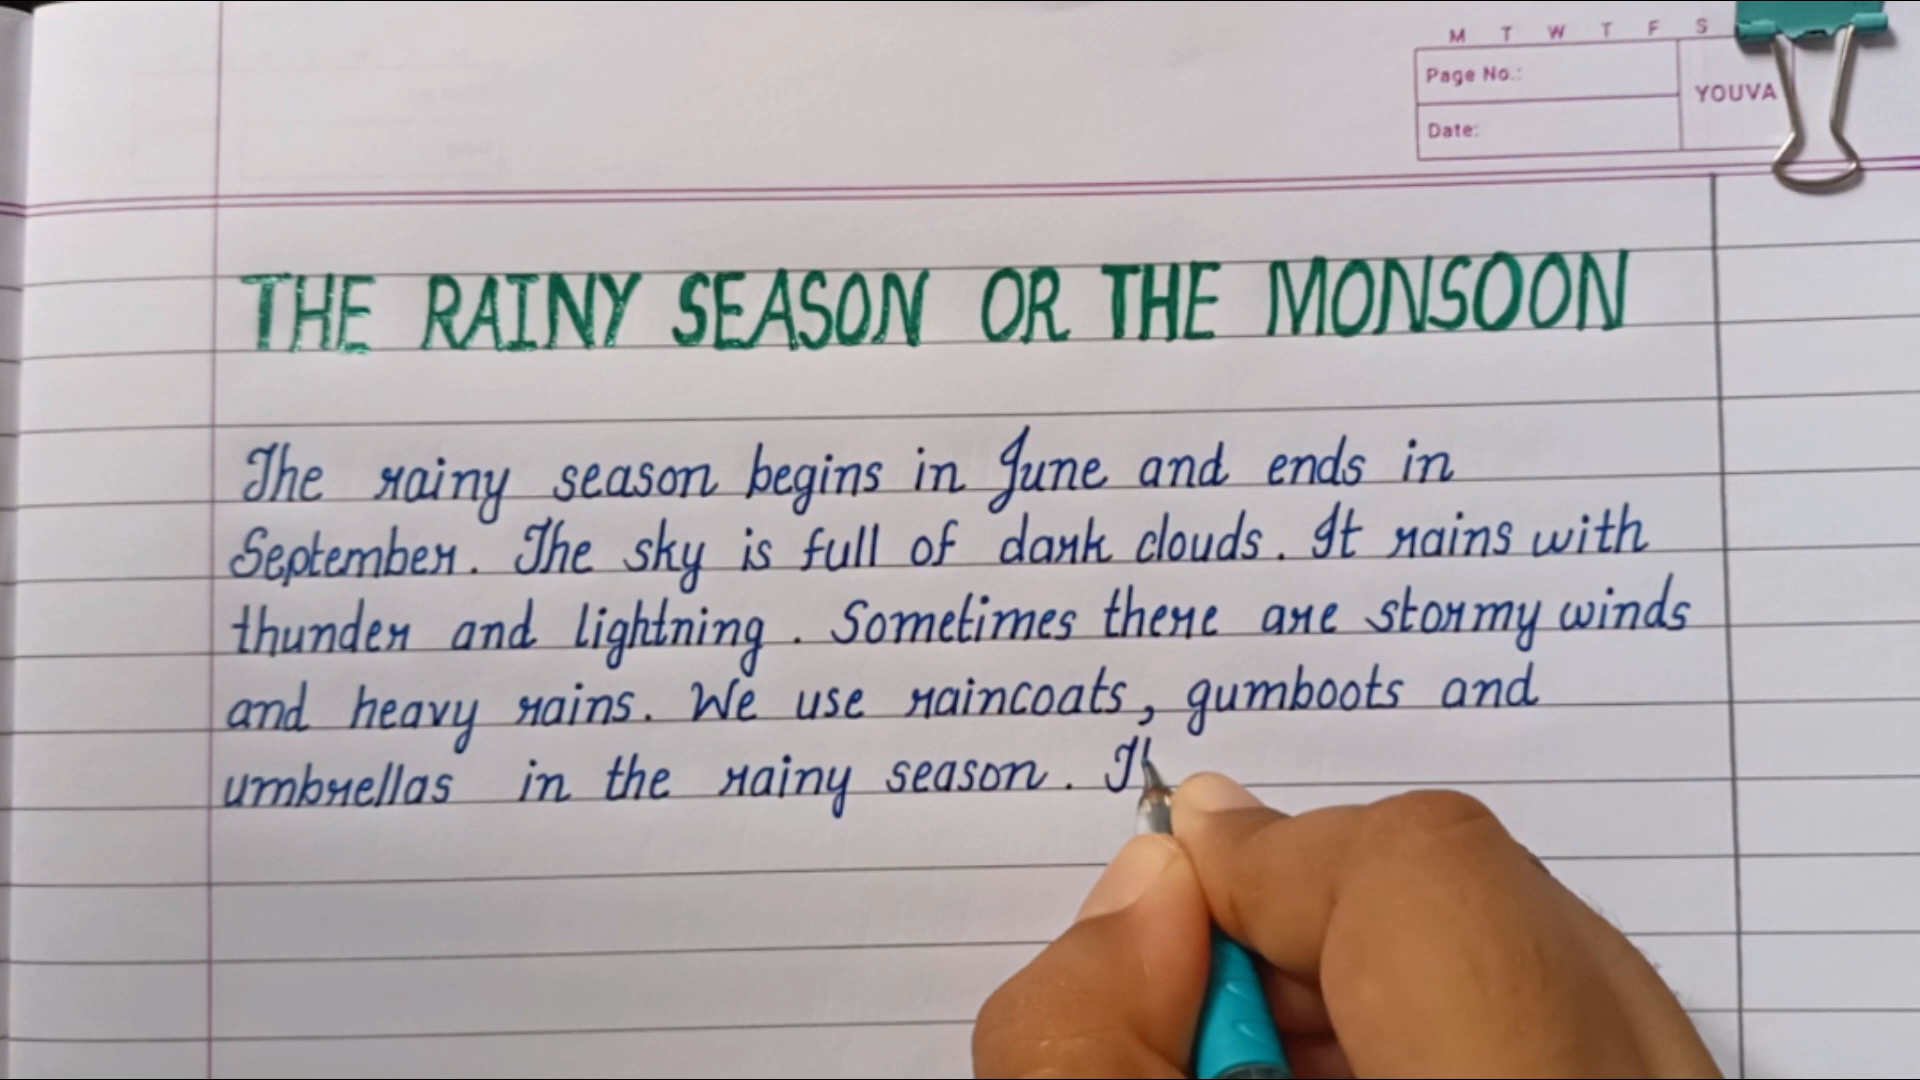 M T W T F S
Page No.:
YOUVA
Date:
THE RAINY SEASON OR THE MONSOON
The rainy season begins in June and ends in
September. The sky is full of dark clouds. It rains with
thunder and lightning. Sometimes there are stormy winds
and heavy rains. We use raincoats, gumboots and
umbrellas in the rainy season.